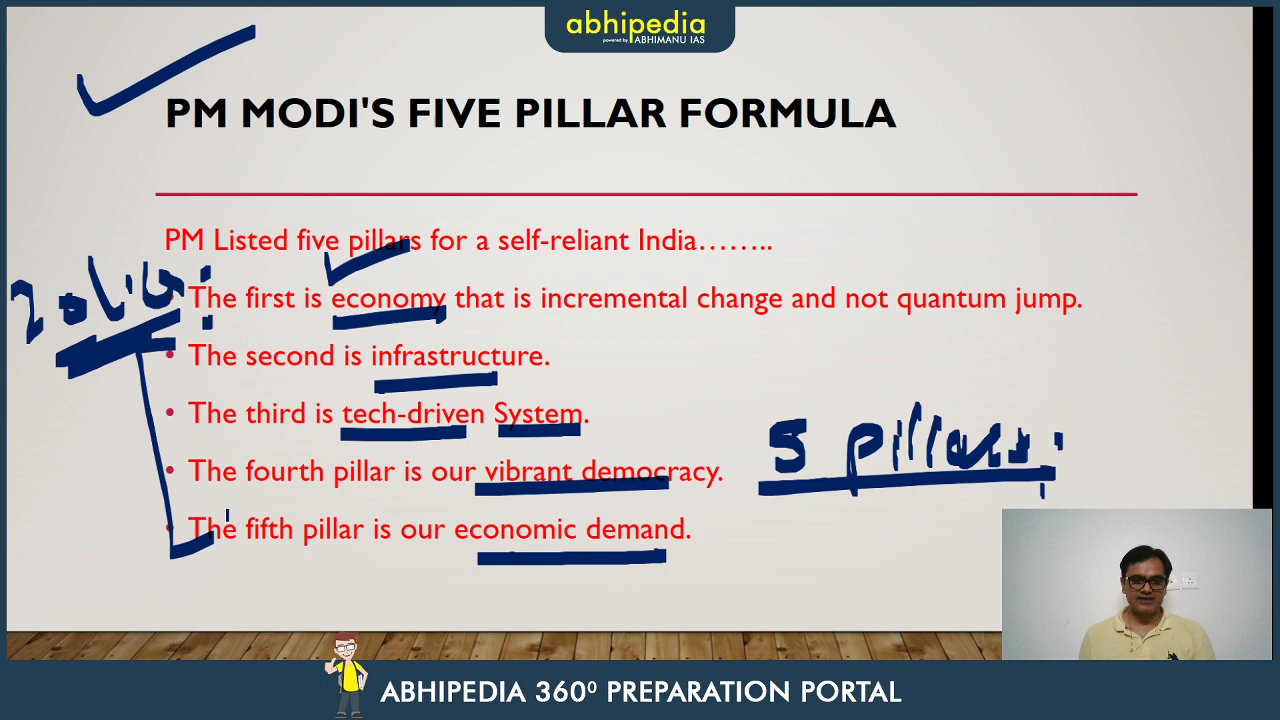 abhipedia
powered by ABHIMANU IAS
PM MODI'S FIVE PILLAR FORMULA
PM Listed five pillars for a self-reliant India……..
• The first is economy that is incremental change and not quantum jump.
• The second is infrastructure.
• The third is tech-driven System.
• The fourth pillar is our vibrant democracy.
• The fifth pillar is our economic demand.
5 pillars:
ABHIPEDIA 360⁰ PREPARATION PORTAL